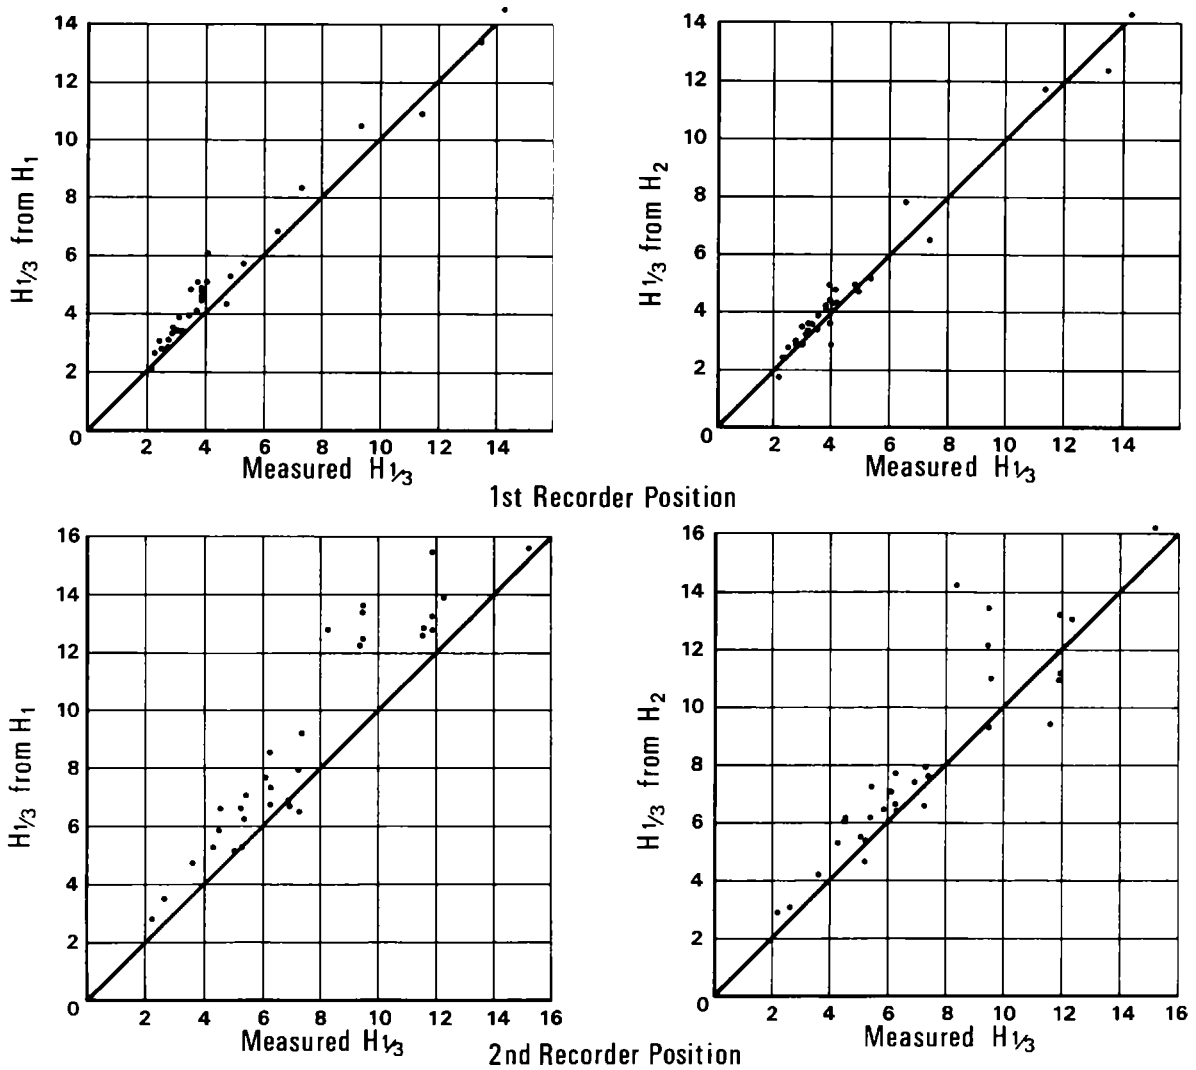 14
12
10
8
6
4
2
0
H1/3 from H1
2 4 6 8 10 12 14
Measured H1/3
14
12
10
8
6
4
2
0
H1/3 from H2
2 4 6 8 10 12 14
Measured H1/3
1st Recorder Position
16
14
12
10
8
6
4
2
0
H1/3 from H1
2 4 6 8 10 12 14 16
Measured H1/3
16
14
12
10
8
6
4
2
0
H1/3 from H2
2 4 6 8 10 12 14 16
Measured H1/3
2nd Recorder Position